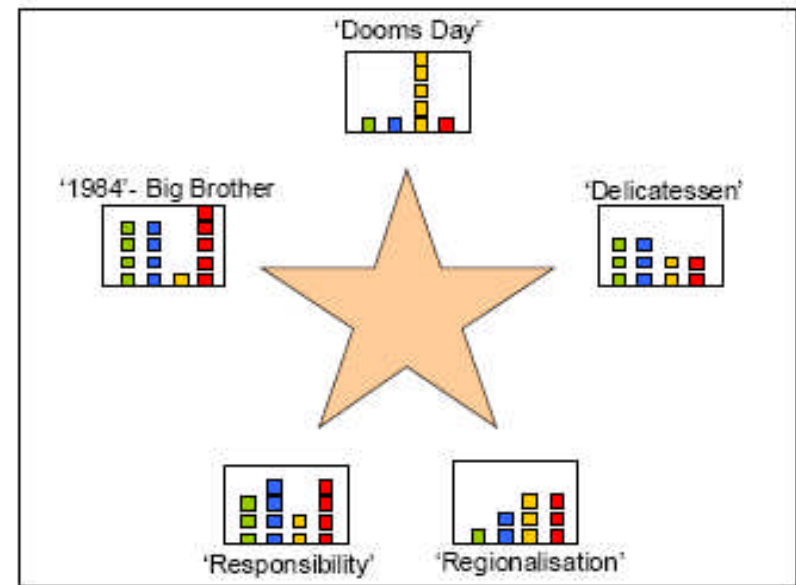 'Dooms Day'
'1984'- Big Brother
'Delicatessen'
'Responsibility'
'Regionalisation'